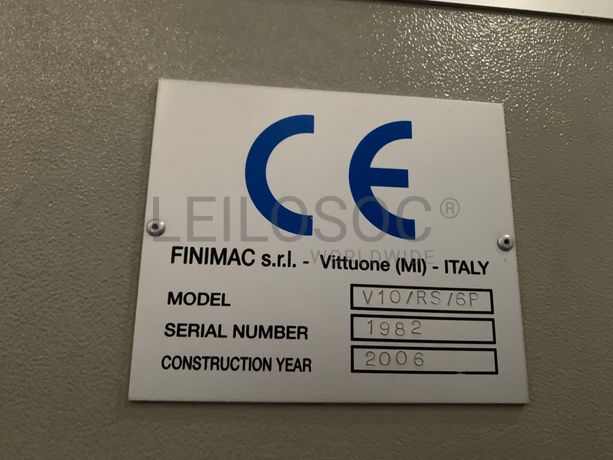 CE
LEILOSOC®
WORLDWIDE
FINIMAC s.r.l. - Vittuone (MI) - ITALY
MODEL V10/RS/6P
SERIAL NUMBER 1982
CONSTRUCTION YEAR 2006